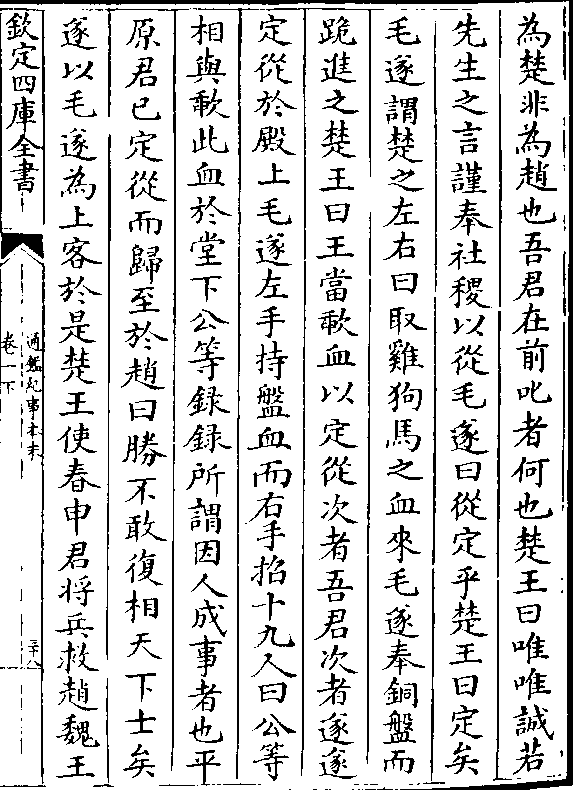 為楚非為趙也吾君在前叱者何也楚王曰唯唯誠若
先生之言謹奉社稷以從毛遂曰從定乎楚王曰定矣
毛遂謂楚之左右曰取雞狗馬之血來毛遂奉銅盤而
跪進之楚王曰王當歃血以定從次者吾君次者遂遂
定從於殿上毛遂左手持盤血而右手招十九人曰公等
相與歃此血於堂下公等録録所謂因人成事者也平
原君已定從而歸至於趙曰勝不敢復相天下士矣
遂以毛遂為上客於是楚王使春申君将兵救趙魏王
欽定四庫全書
通鑑紀事本末
卷一下
三十八